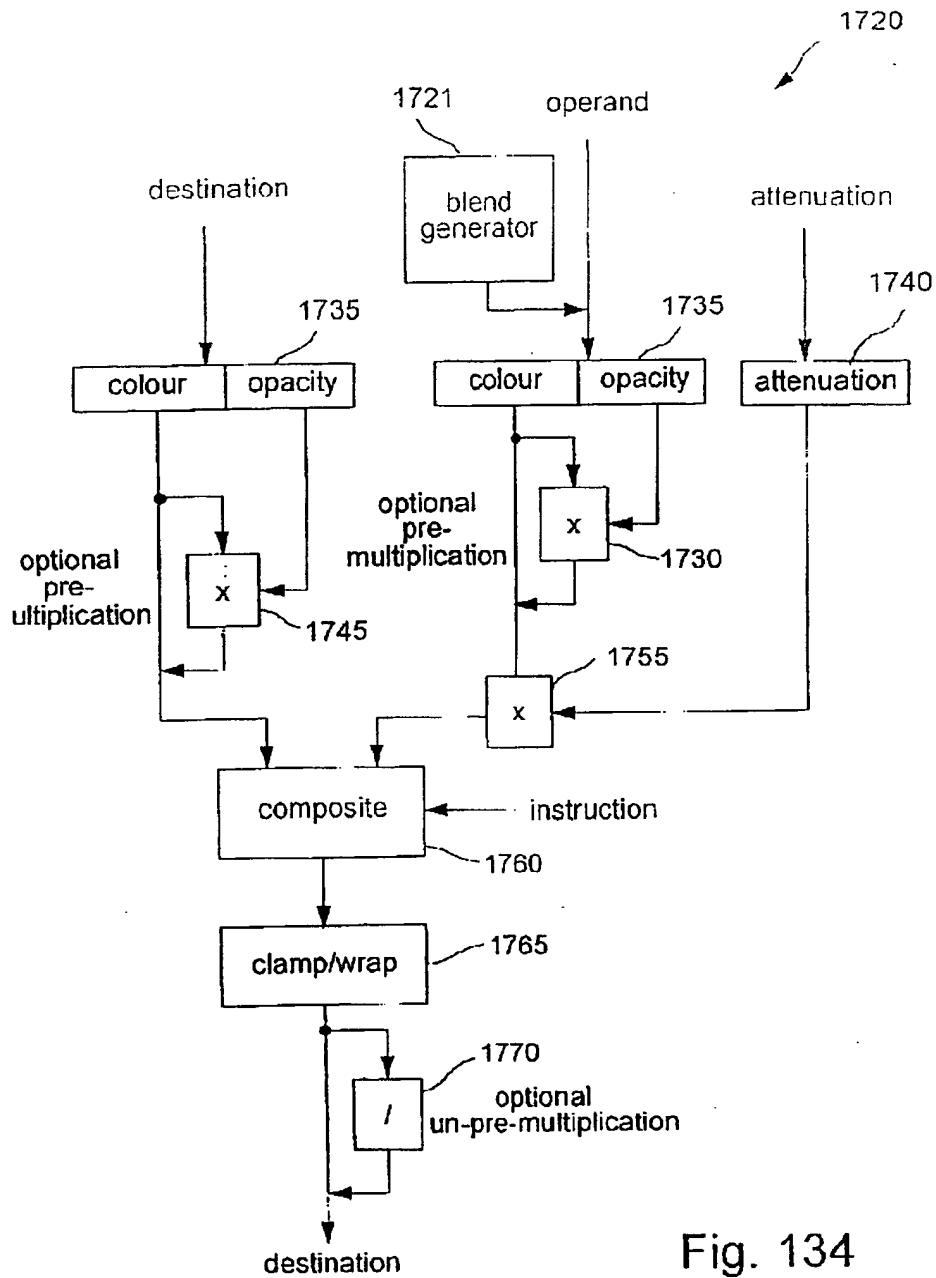 1720
1721
operand
destination
blend
generator
attenuation
1735
1735
1740
colour
opacity
colour
opacity
attenuation
optional
pre-
multiplication
x
1730
optional
pre-
ultiplication
x
1745
x
1755
composite
instruction
1760
clamp/wrap
1765
/
1770
optional
un-pre-multiplication
destination
Fig. 134